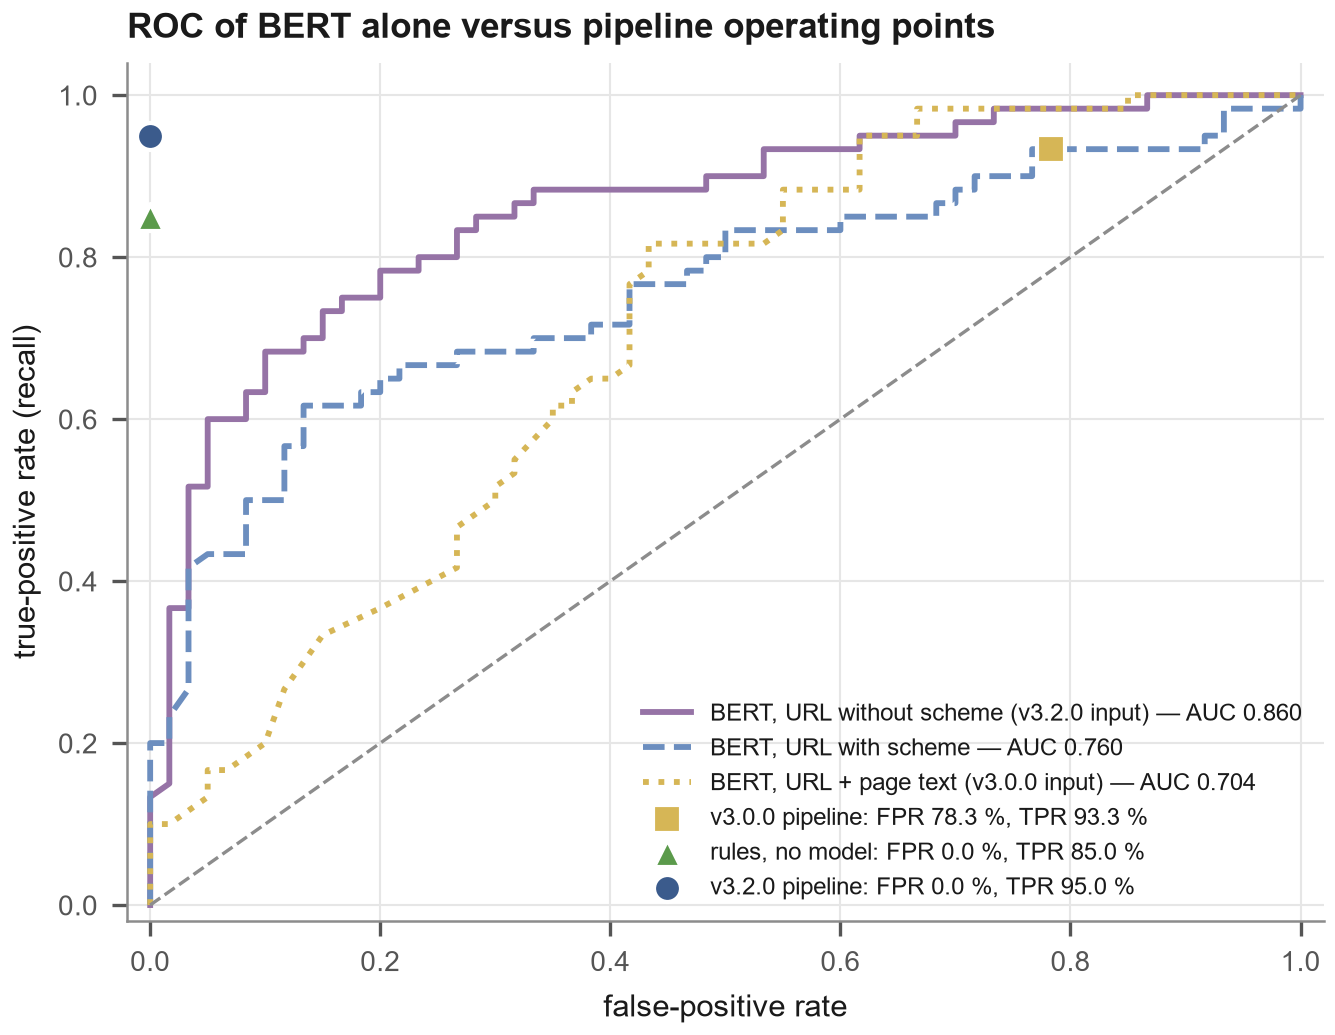 ROC of BERT alone versus pipeline operating points
true-positive rate (recall)
1.0
0.8
0.6
0.4
0.2
0.0
BERT, URL without scheme (v3.2.0 input) — AUC 0.860
BERT, URL with scheme — AUC 0.760
BERT, URL + page text (v3.0.0 input) — AUC 0.704
v3.0.0 pipeline: FPR 78.3 %, TPR 93.3 %
rules, no model: FPR 0.0 %, TPR 85.0 %
v3.2.0 pipeline: FPR 0.0 %, TPR 95.0 %
0.0 0.2 0.4 0.6 0.8 1.0
false-positive rate